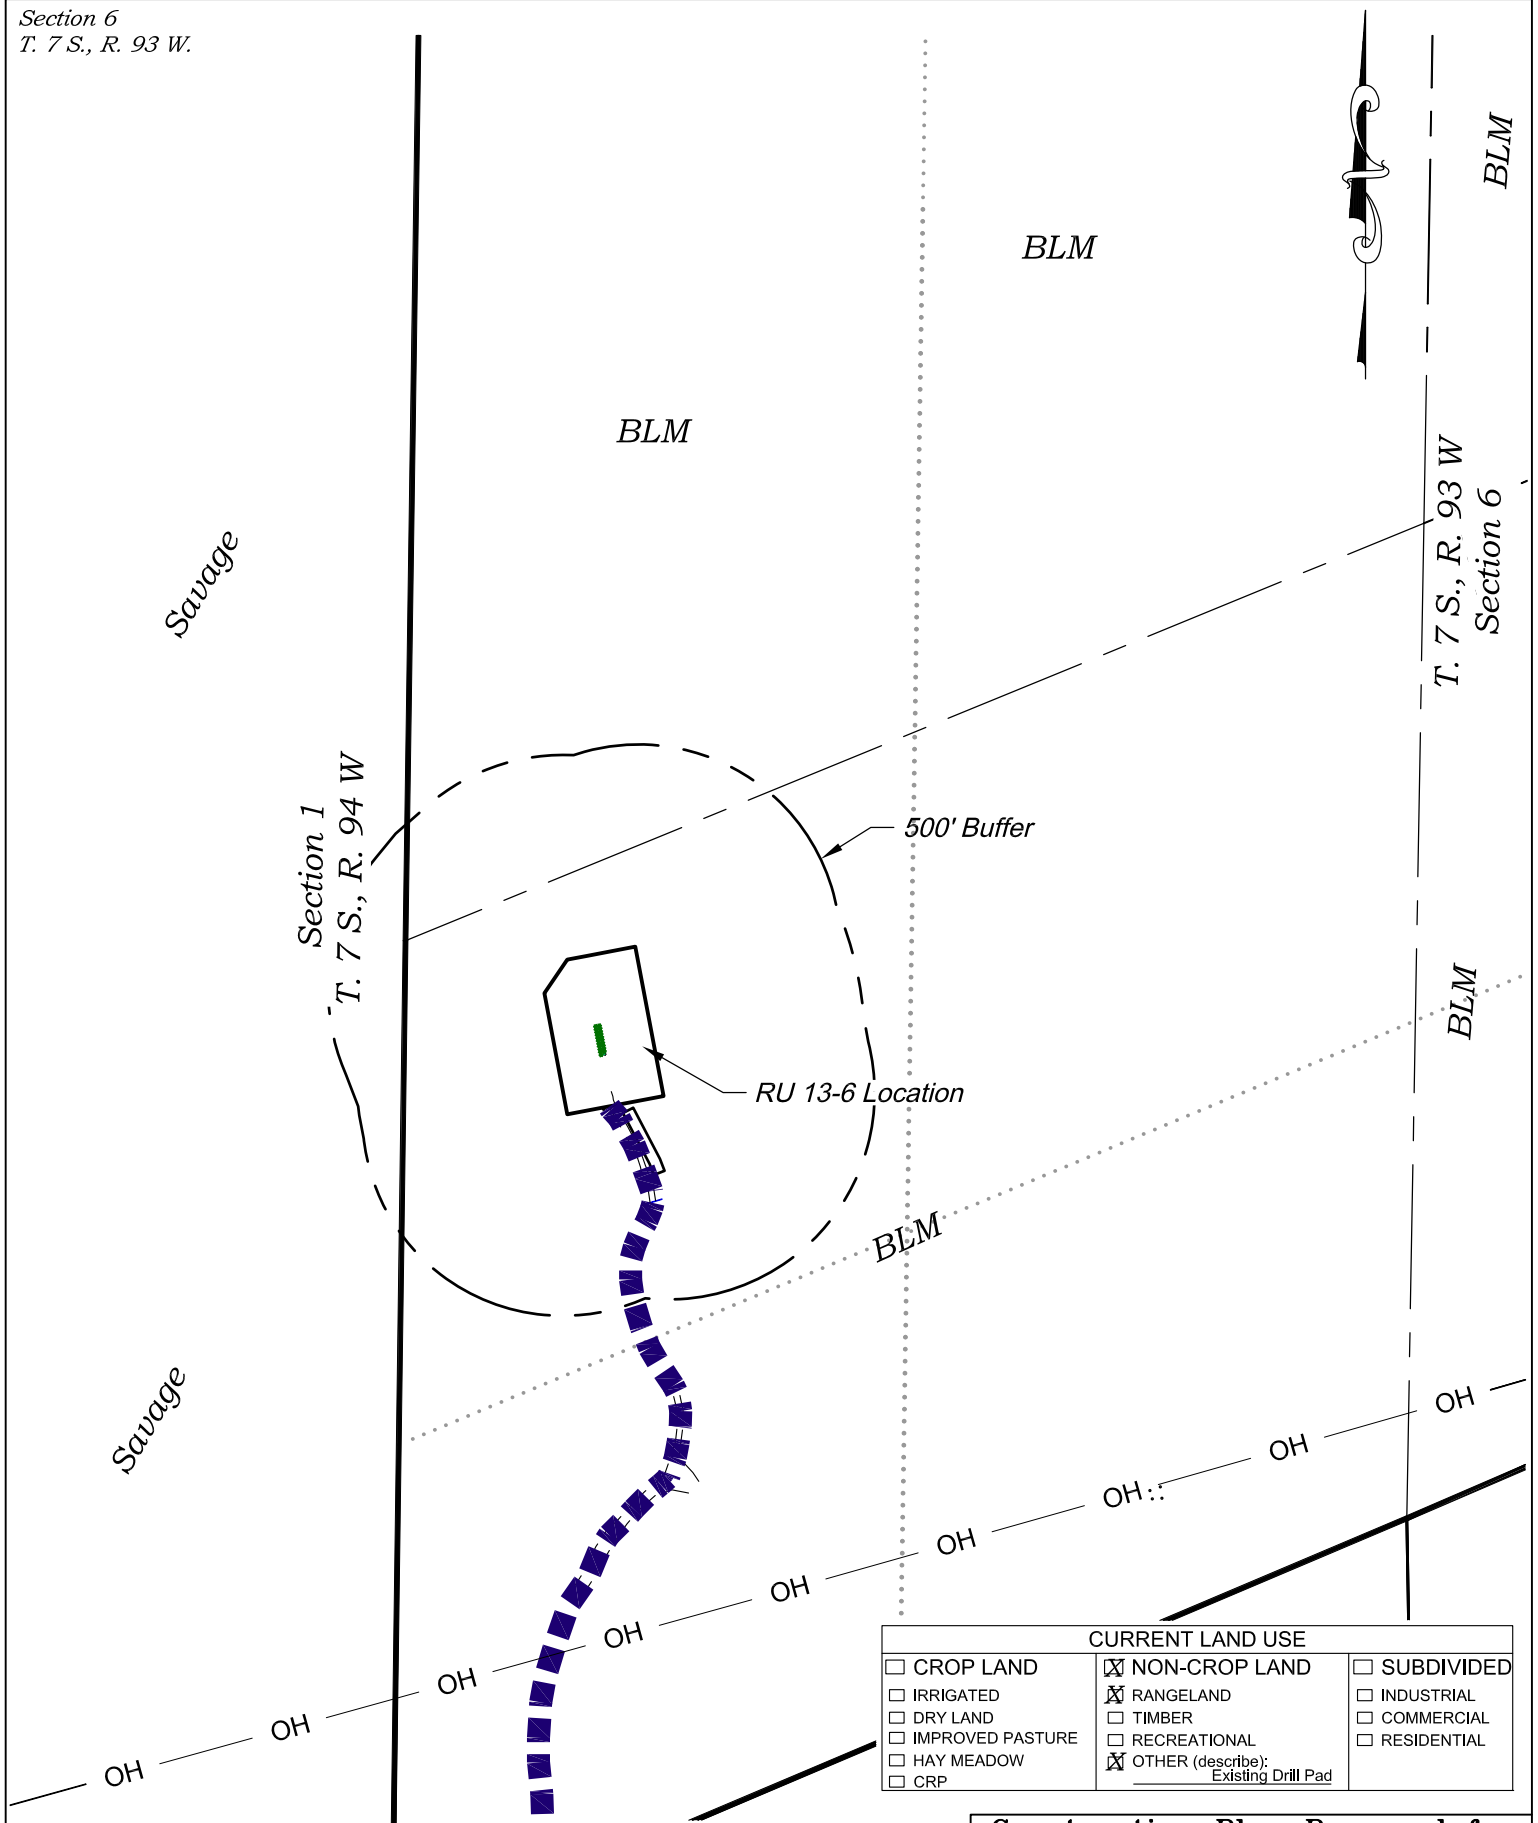 Section 6
T. 7 S., R. 93 W.
BLM
BLM
BLM
Savage
T. 7 S., R. 93 W
Section 6
Section 1
T. 7 S., R. 94 W
500' Buffer
BLM
RU 13-6 Location
BLM
Savage
OH
OH
OH
OH
OH
OH
OH
OH
OH
CURRENT LAND USE
CROP LAND
IRRIGATED
DRY LAND
IMPROVED PASTURE
HAY MEADOW
CRP
X NON-CROP LAND
X RANGELAND
TIMBER
RECREATIONAL
X OTHER (describe):
Existing Drill Pad
SUBDIVIDED
INDUSTRIAL
COMMERCIAL
RESIDENTIAL